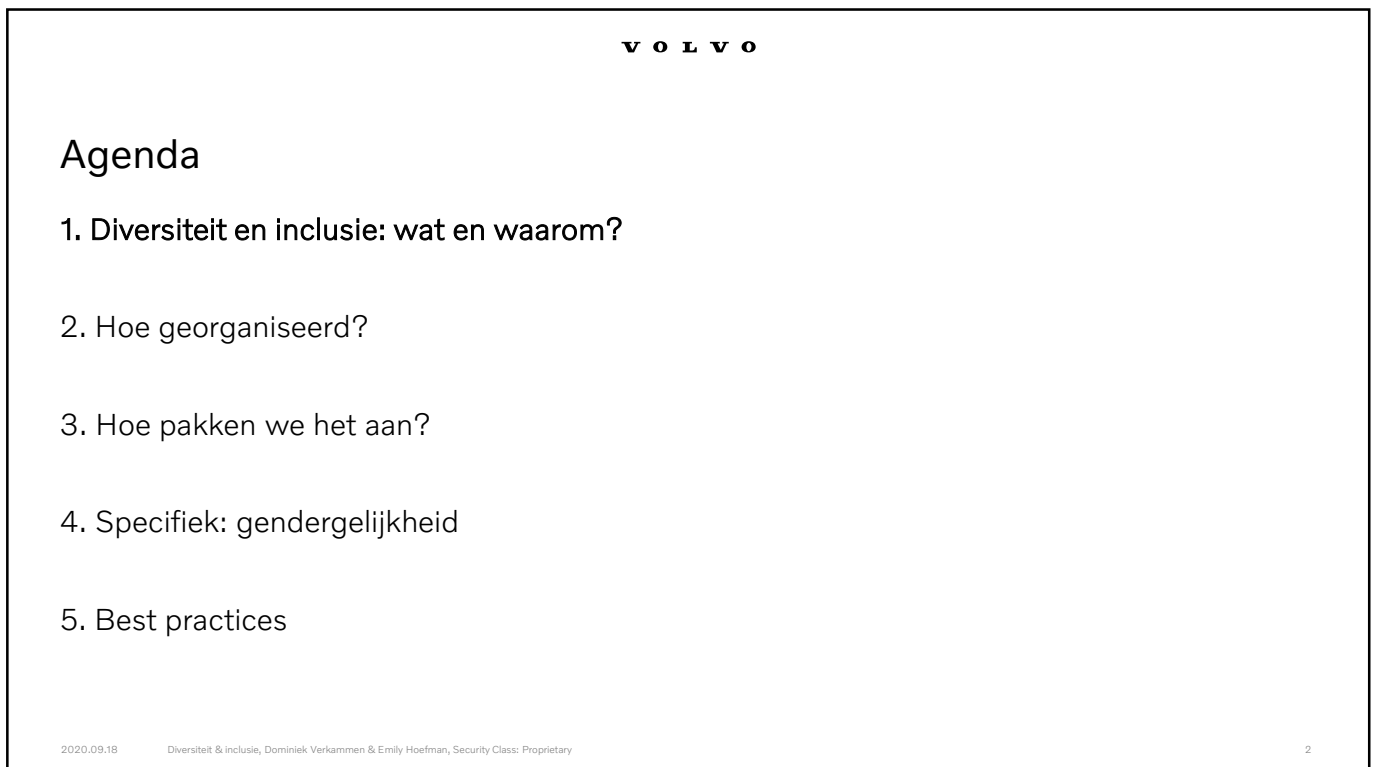 VOLVO
Agenda
1. Diversiteit en inclusie: wat en waarom?
2. Hoe georganiseerd?
3. Hoe pakken we het aan?
4. Specifiek: gendergelijkheid
5. Best practices
2020.09.18 Diversiteit & inclusie, Dominiek Verkammen & Emily Hoefman, Security Class: Proprietary 2